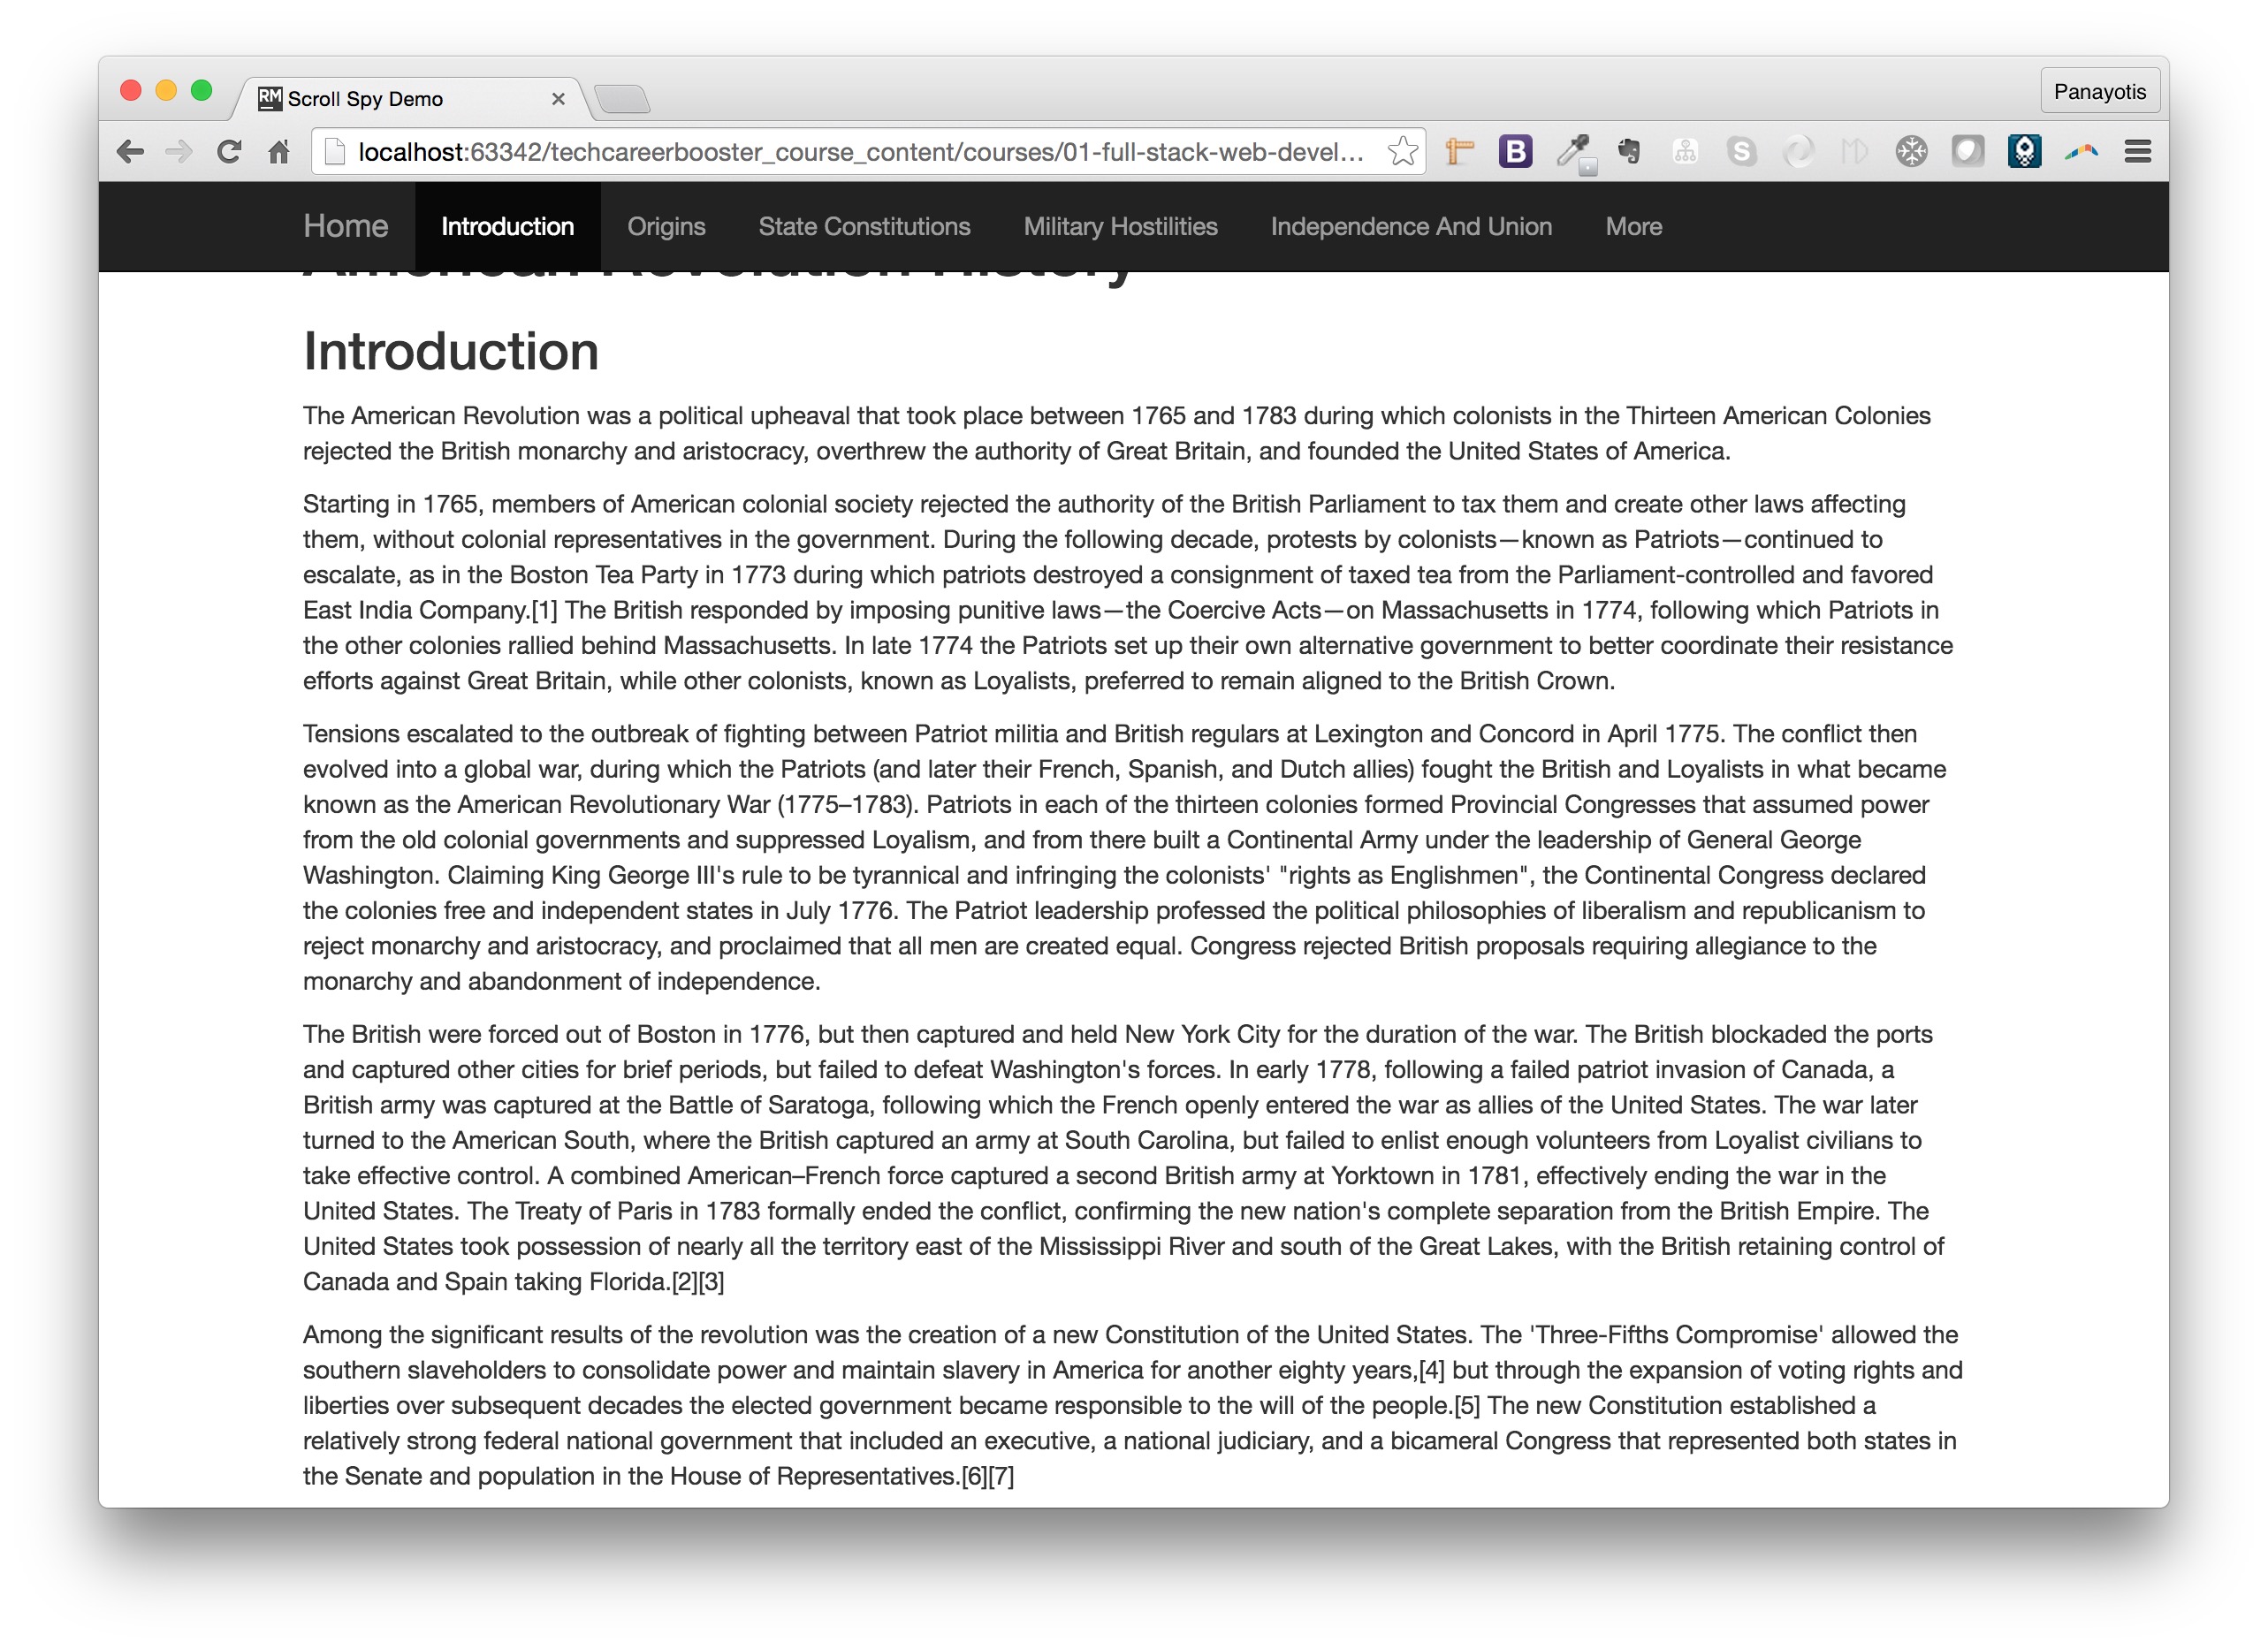 RM Scroll Spy Demo
Panayotis
localhost:63342/techcareerbooster_course_content/courses/01-full-stack-web-devel...
Home Introduction Origins State Constitutions Military Hostilities Independence And Union More
American Revolution History
Introduction
The American Revolution was a political upheaval that took place between 1765 and 1783 during which colonists in the Thirteen American Colonies
rejected the British monarchy and aristocracy, overthrew the authority of Great Britain, and founded the United States of America.
Starting in 1765, members of American colonial society rejected the authority of the British Parliament to tax them and create other laws affecting
them, without colonial representatives in the government. During the following decade, protests by colonists—known as Patriots—continued to
escalate, as in the Boston Tea Party in 1773 during which patriots destroyed a consignment of taxed tea from the Parliament-controlled and favored
East India Company.[1] The British responded by imposing punitive laws—the Coercive Acts—on Massachusetts in 1774, following which Patriots in
the other colonies rallied behind Massachusetts. In late 1774 the Patriots set up their own alternative government to better coordinate their resistance
efforts against Great Britain, while other colonists, known as Loyalists, preferred to remain aligned to the British Crown.
Tensions escalated to the outbreak of fighting between Patriot militia and British regulars at Lexington and Concord in April 1775. The conflict then
evolved into a global war, during which the Patriots (and later their French, Spanish, and Dutch allies) fought the British and Loyalists in what became
known as the American Revolutionary War (1775–1783). Patriots in each of the thirteen colonies formed Provincial Congresses that assumed power
from the old colonial governments and suppressed Loyalism, and from there built a Continental Army under the leadership of General George
Washington. Claiming King George III's rule to be tyrannical and infringing the colonists' "rights as Englishmen", the Continental Congress declared
the colonies free and independent states in July 1776. The Patriot leadership professed the political philosophies of liberalism and republicanism to
reject monarchy and aristocracy, and proclaimed that all men are created equal. Congress rejected British proposals requiring allegiance to the
monarchy and abandonment of independence.
The British were forced out of Boston in 1776, but then captured and held New York City for the duration of the war. The British blockaded the ports
and captured other cities for brief periods, but failed to defeat Washington's forces. In early 1778, following a failed patriot invasion of Canada, a
British army was captured at the Battle of Saratoga, following which the French openly entered the war as allies of the United States. The war later
turned to the American South, where the British captured an army at South Carolina, but failed to enlist enough volunteers from Loyalist civilians to
take effective control. A combined American–French force captured a second British army at Yorktown in 1781, effectively ending the war in the
United States. The Treaty of Paris in 1783 formally ended the conflict, confirming the new nation's complete separation from the British Empire. The
United States took possession of nearly all the territory east of the Mississippi River and south of the Great Lakes, with the British retaining control of
Canada and Spain taking Florida.[2][3]
Among the significant results of the revolution was the creation of a new Constitution of the United States. The 'Three-Fifths Compromise' allowed the
southern slaveholders to consolidate power and maintain slavery in America for another eighty years,[4] but through the expansion of voting rights and
liberties over subsequent decades the elected government became responsible to the will of the people.[5] The new Constitution established a
relatively strong federal national government that included an executive, a national judiciary, and a bicameral Congress that represented both states in
the Senate and population in the House of Representatives.[6][7]